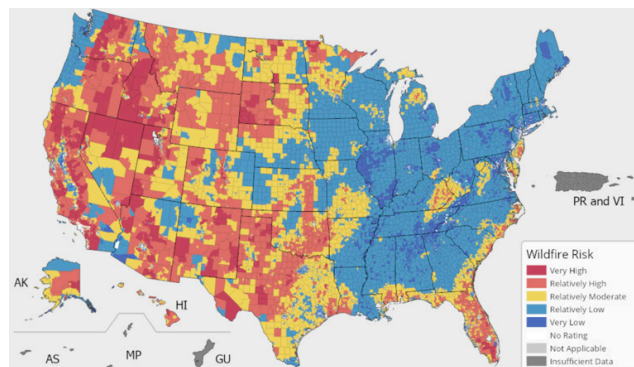 PR and VI
AK
HI
AS
MP
GU
Wildfire Risk
Very High
Relatively High
Relatively Moderate
Relatively Low
Very Low
No Rating
Not Applicable
Insufficient Data